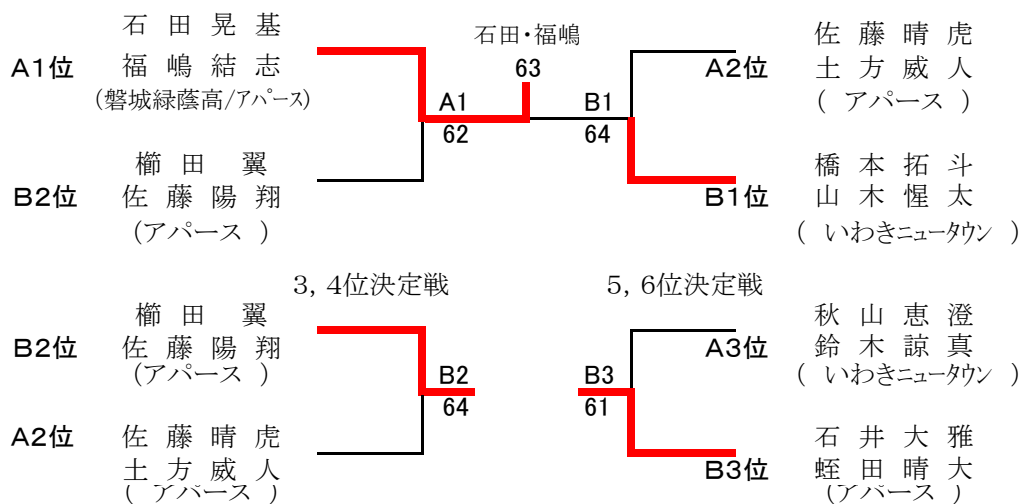 石田晃基
A1位
福嶋結志
(磐城緑蔭高/アパース)
A1
62
櫛田 翼
B2位
佐藤陽翔
(アパース )
石田・福嶋
63
佐藤晴虎
A2位
土方威人
( アパース )
B1
64
橋本拓斗
B1位
山木惺太
( いわきニュータウン )
3, 4位決定戦
櫛田 翼
B2位
佐藤陽翔
(アパース )
B2
64
A2位
佐藤晴虎
土方威人
( アパース )
5, 6位決定戦
秋山恵澄
A3位
鈴木諒真
( いわきニュータウン )
B3
61
石井大雅
B3位
蛭田晴大
(アパース )